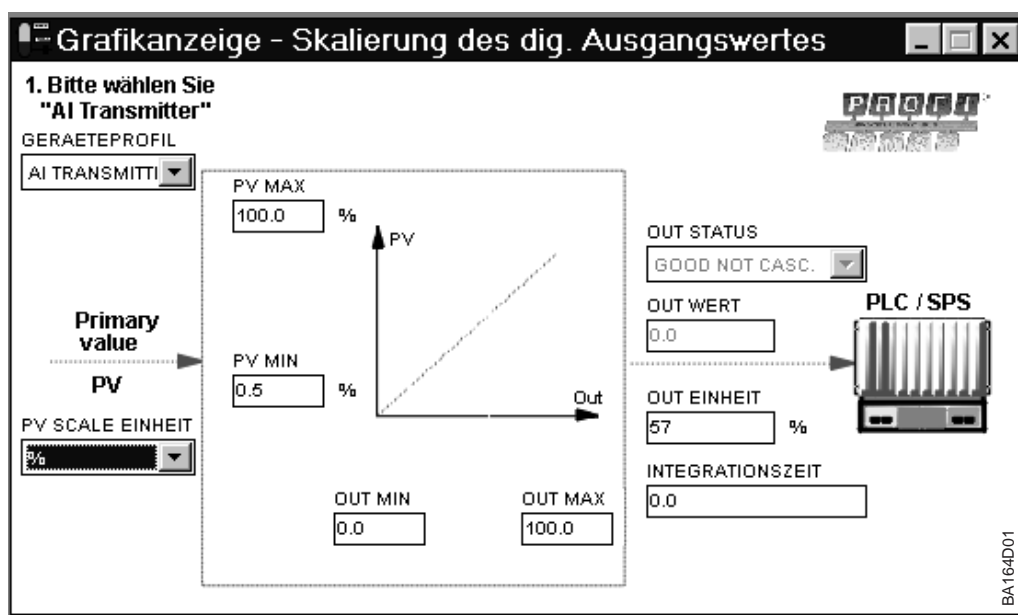 Grafikanzeige - Skalierung des dig. Ausgangswertes
1. Bitte wählen Sie
"AI Transmitter"
GERAETEPROFIL
AI TRANSMITTI
PROFI
PV MAX
100.0 %
PV
OUT STATUS
GOOD NOT CASC.
OUT WERT
0.0
PLC / SPS
Primary
value
PV
PV MIN
0.5 %
Out
OUT EINHEIT
57 %
PV SCALE EINHEIT
%
INTEGRATIONSZEIT
0.0
OUT MIN
0.0
OUT MAX
100.0
BA164D01